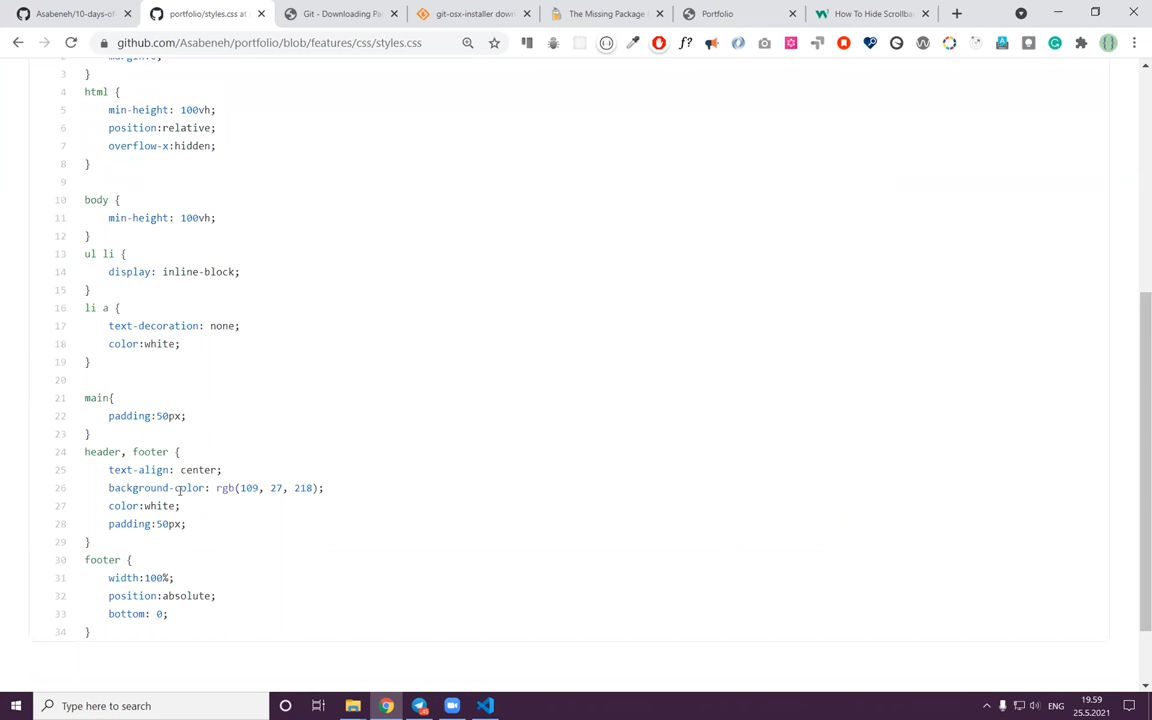 Asabeneh/10-days-of
portfolio/styles.css at
Git - Downloading Pa
git-osx-installer down
The Missing Package
Portfolio
How To Hide Scrollba
github.com/Asabeneh/portfolio/blob/features/css/styles.css
3 }
4 html {
5 min-height: 100vh;
6 position:relative;
7 overflow-x:hidden;
8 }
9
10 body {
11 min-height: 100vh;
12 }
13 ul li {
14 display: inline-block;
15 }
16 li a {
17 text-decoration: none;
18 color:white;
19 }
20
21 main{
22 padding:50px;
23 }
24 header, footer {
25 text-align: center;
26 background-color: rgb(109, 27, 218);
27 color:white;
28 padding:50px;
29 }
30 footer {
31 width:100%;
32 position:absolute;
33 bottom: 0;
34 }
Type here to search
ENG
19.59
25.5.2021